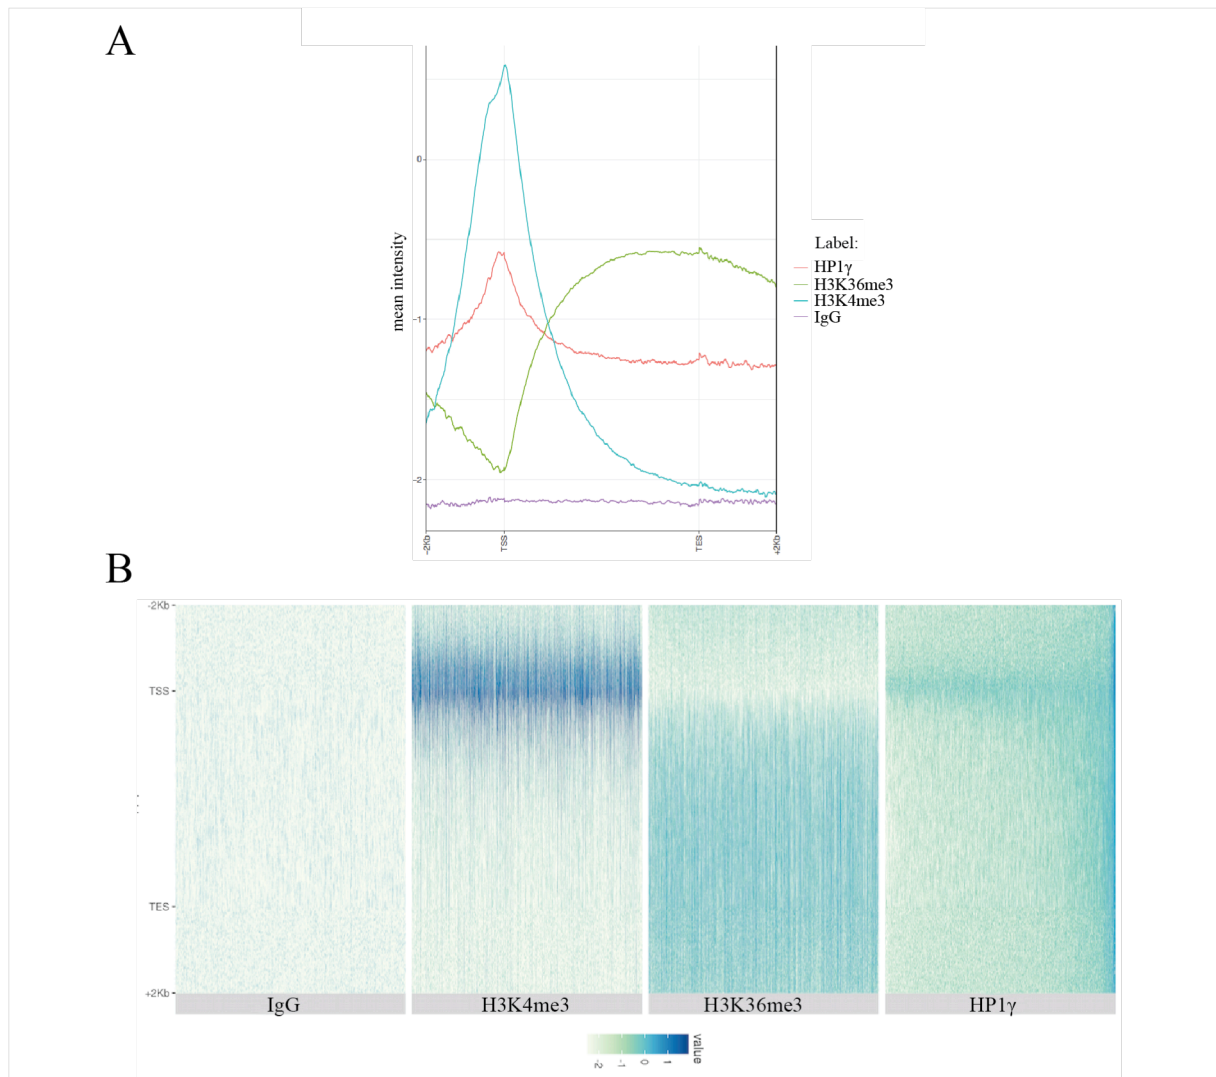 A
0
-1
-2
mean intensity
-2Kb
TSS
TES
+2Kb
Label:
HP1γ
H3K36me3
H3K4me3
IgG
B
-2Kb
TSS
TES
+2Kb
IgG
H3K4me3
H3K36me3
HP1γ
-2
-1
0
1
value